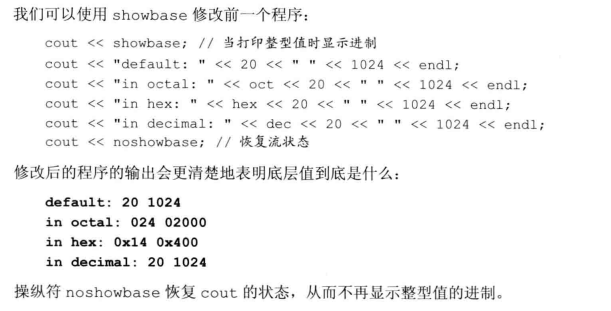 我们可以使用 showbase 修改前一个程序：
cout << showbase; // 当打印整型值时显示进制
cout << "default: " << 20 << " " << 1024 << endl;
cout << "in octal: " << oct << 20 << " " << 1024 << endl;
cout << "in hex: " << hex << 20 << " " << 1024 << endl;
cout << "in decimal: " << dec << 20 << " " << 1024 << endl;
cout << noshowbase; // 恢复流状态
修改后的程序的输出会更清楚地表明底层值到底是什么：
default: 20 1024
in octal: 024 02000
in hex: 0x14 0x400
in decimal: 20 1024
操纵符 noshowbase 恢复 cout 的状态，从而不再显示整型值的进制。